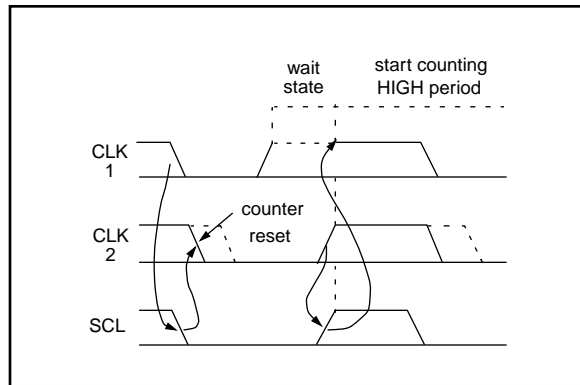 wait
state
start counting
HIGH period
CLK
1
counter
reset
CLK
2
SCL